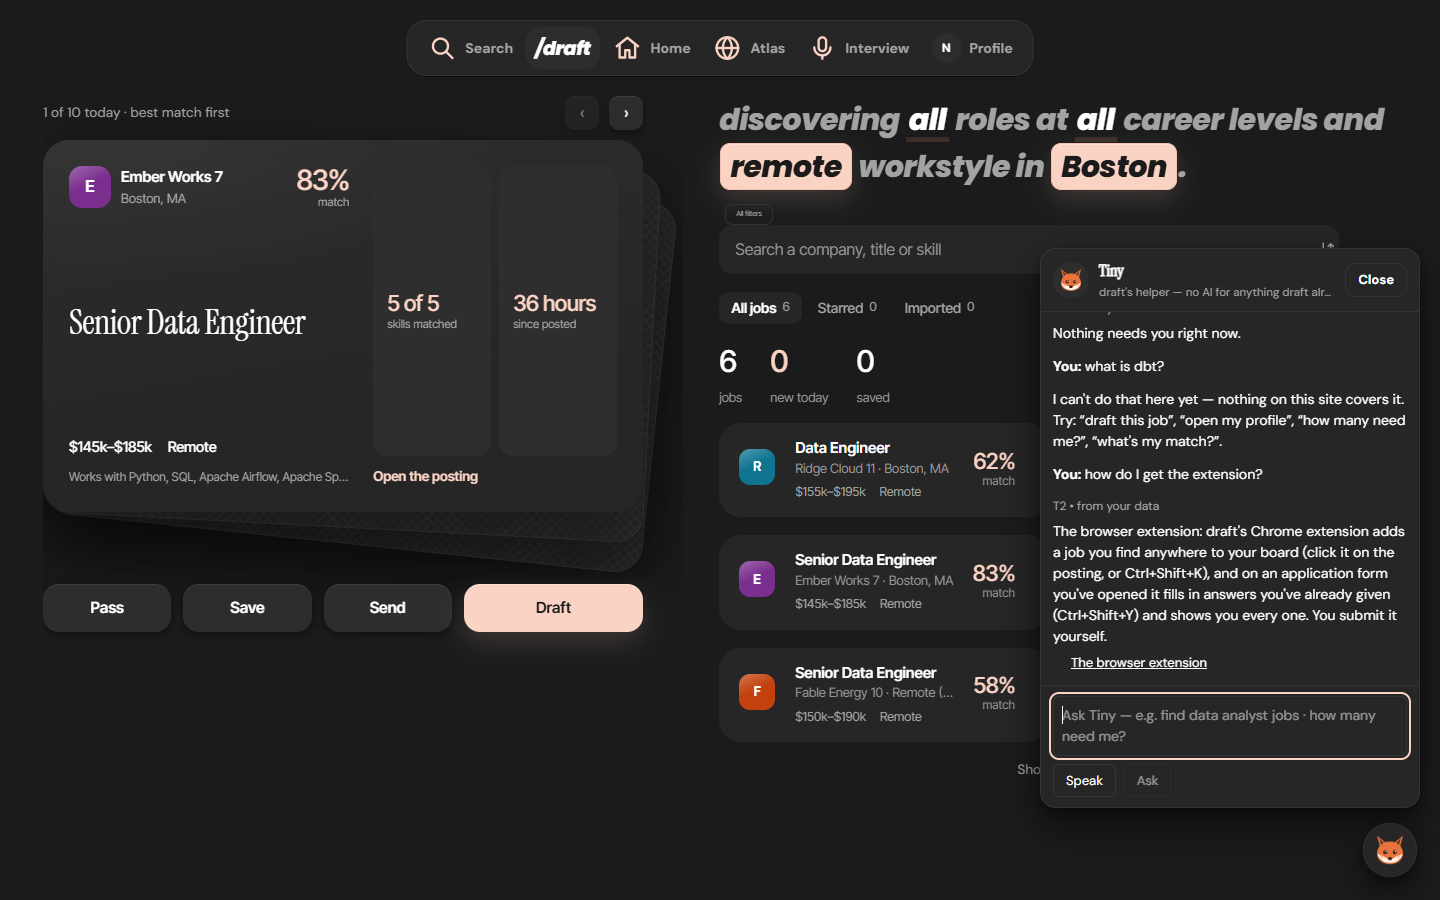 Search
/draft
Home
Atlas
Interview
N
Profile
1 of 10 today · best match first
‹
›
E
Ember Works 7
Boston, MA
83%
match
Senior Data Engineer
5 of 5
skills matched
36 hours
since posted
$145k–$185k Remote
Works with Python, SQL, Apache Airflow, Apache Sp...
Open the posting
Pass
Save
Send
Draft
discovering all roles at all career levels and
remote workstyle in Boston.
All filters
Search a company, title or skill
All jobs 6
Starred 0
Imported 0
6
jobs
0
new today
0
saved
R
Data Engineer
Ridge Cloud 11 · Boston, MA
$155k–$195k Remote
62%
match
E
Senior Data Engineer
Ember Works 7 · Boston, MA
$145k–$185k Remote
83%
match
F
Senior Data Engineer
Fable Energy 10 · Remote (...
$150k–$190k Remote
58%
match
Tiny
draft's helper — no AI for anything draft alr...
Close
Nothing needs you right now.
You: what is dbt?
I can't do that here yet — nothing on this site covers it.
Try: “draft this job”, “open my profile”, “how many need
me?”, “what's my match?”.
You: how do I get the extension?
T2 • from your data
The browser extension: draft's Chrome extension adds
a job you find anywhere to your board (click it on the
posting, or Ctrl+Shift+K), and on an application form
you've opened it fills in answers you've already given
(Ctrl+Shift+Y) and shows you every one. You submit it
yourself.
The browser extension
Ask Tiny — e.g. find data analyst jobs · how many
need me?
Speak
Ask